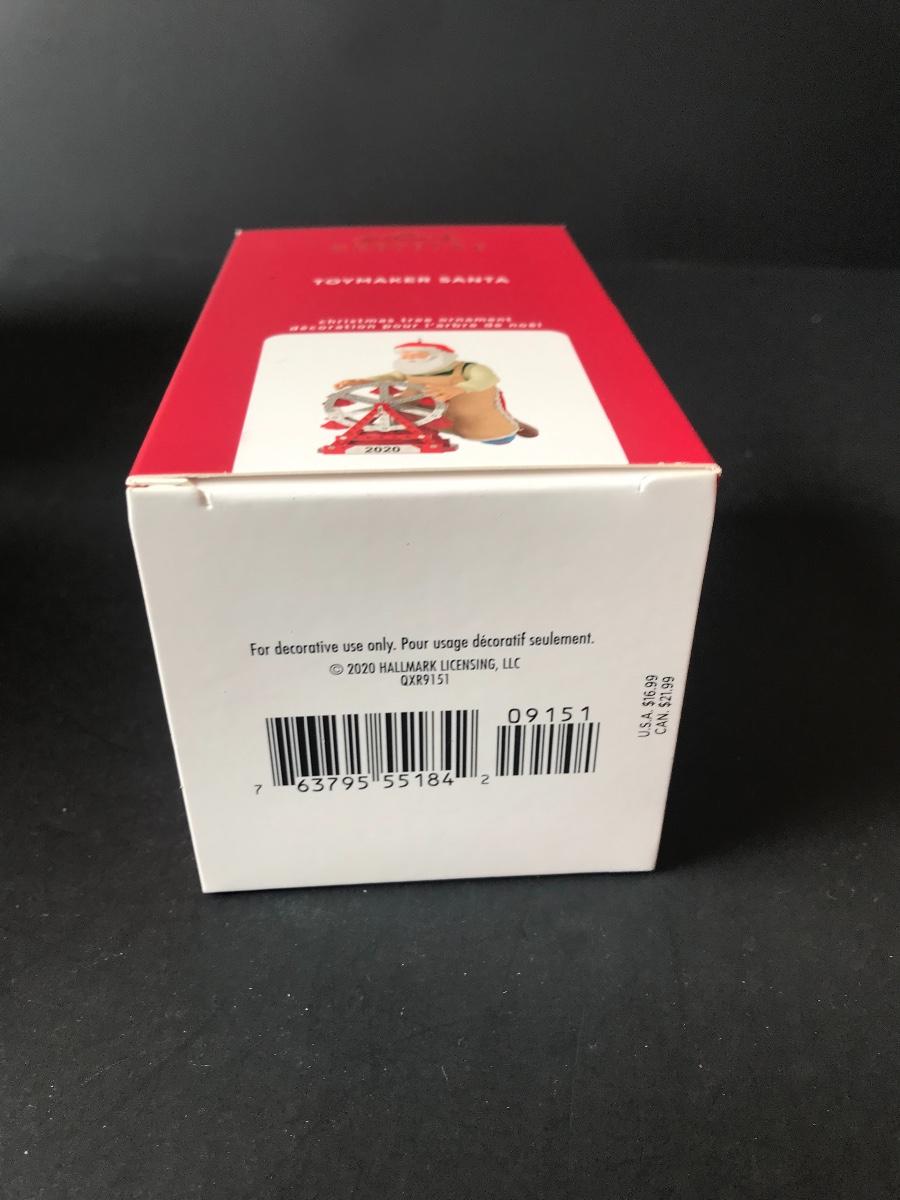 TOYMAKER SANTA
christmas tree ornament
décoration pour l'arbre de noël
2020
For decorative use only. Pour usage décoratif seulement.
© 2020 HALLMARK LICENSING, LLC
QXR9151
09151
7 63795 55184 2
U.S.A. $16.99
CAN. $21.99